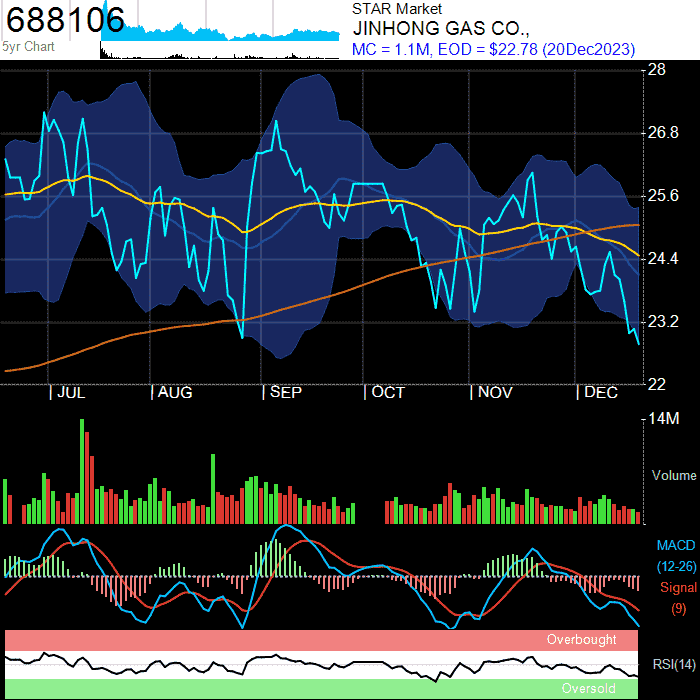 688106
5yr Chart
STAR Market
JINHONG GAS CO.,
MC = 1.1M, EOD = $22.78 (20Dec2023)
28
26.8
25.6
24.4
23.2
22
| JUL | AUG | SEP | OCT | NOV | DEC
14M
Volume
MACD
(12-26)
Signal
(9)
Overbought
RSI(14)
Oversold